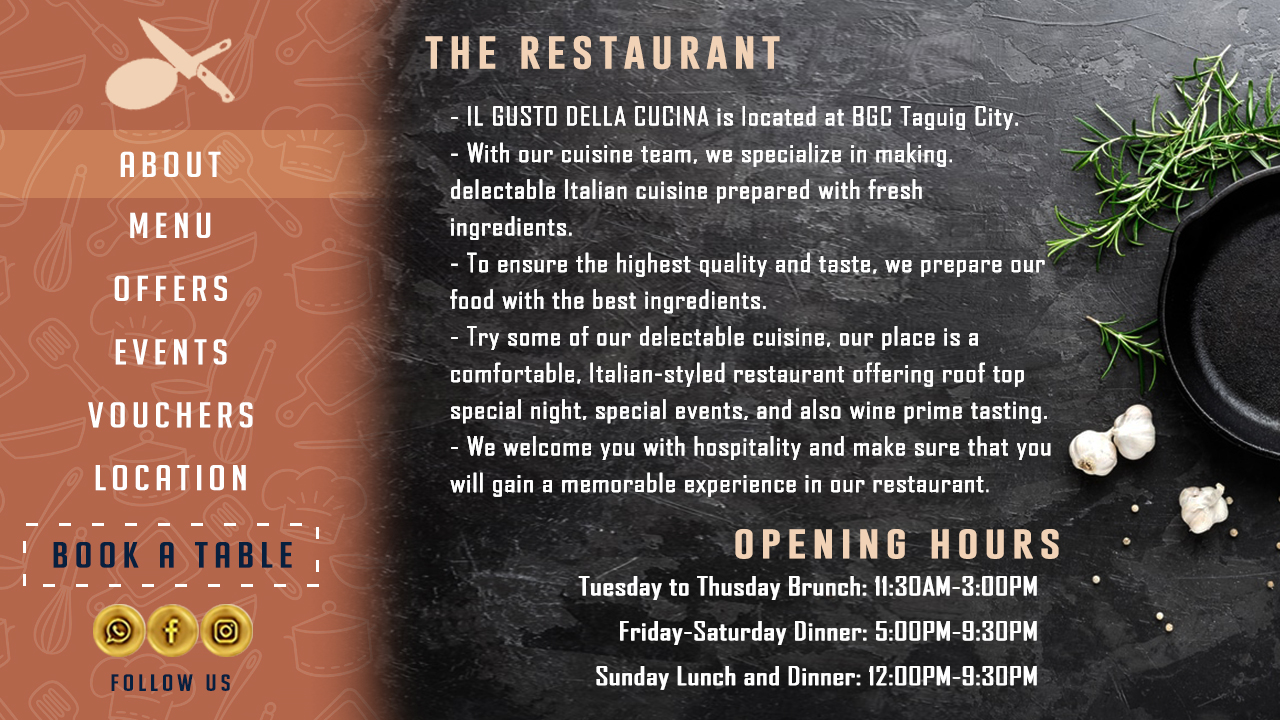 ABOUT
MENU
OFFERS
EVENTS
VOUCHERS
LOCATION
BOOK A TABLE
FOLLOW US
THE RESTAURANT
- IL GUSTO DELLA CUCINA is located at BGC Taguig City.
- With our cuisine team, we specialize in making.
delectable Italian cuisine prepared with fresh
ingredients.
- To ensure the highest quality and taste, we prepare our
food with the best ingredients.
- Try some of our delectable cuisine, our place is a
comfortable, Italian-styled restaurant offering roof top
special night, special events, and also wine prime tasting.
- We welcome you with hospitality and make sure that you
will gain a memorable experience in our restaurant.
OPENING HOURS
Tuesday to Thusday Brunch: 11:30AM-3:00PM
Friday-Saturday Dinner: 5:00PM-9:30PM
Sunday Lunch and Dinner: 12:00PM-9:30PM